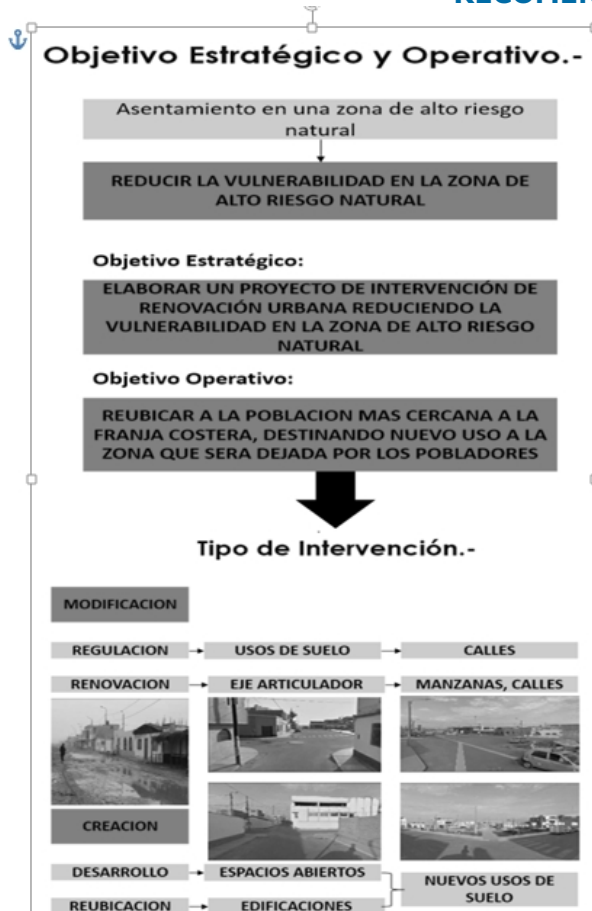 Objetivo Estratégico y Operativo.-
Asentamiento en una zona de alto riesgo
natural
REDUCIR LA VULNERABILIDAD EN LA ZONA DE
ALTO RIESGO NATURAL
Objetivo Estratégico:
ELABORAR UN PROYECTO DE INTERVENCIÓN DE
RENOVACIÓN URBANA REDUCIENDO LA
VULNERABILIDAD EN LA ZONA DE ALTO RIESGO
NATURAL
Objetivo Operativo:
REUBICAR A LA POBLACION MAS CERCANA A LA
FRANJA COSTERA, DESTINANDO NUEVO USO A LA
ZONA QUE SERA DEJADA POR LOS POBLADORES
Tipo de Intervención.-
MODIFICACION
REGULACION USOS DE SUELO CALLES
RENOVACION EJE ARTICULADOR MANZANAS, CALLES
CREACION
DESARROLLO ESPACIOS ABIERTOS
NUEVOS USOS DE
SUELO
REUBICACION EDIFICACIONES